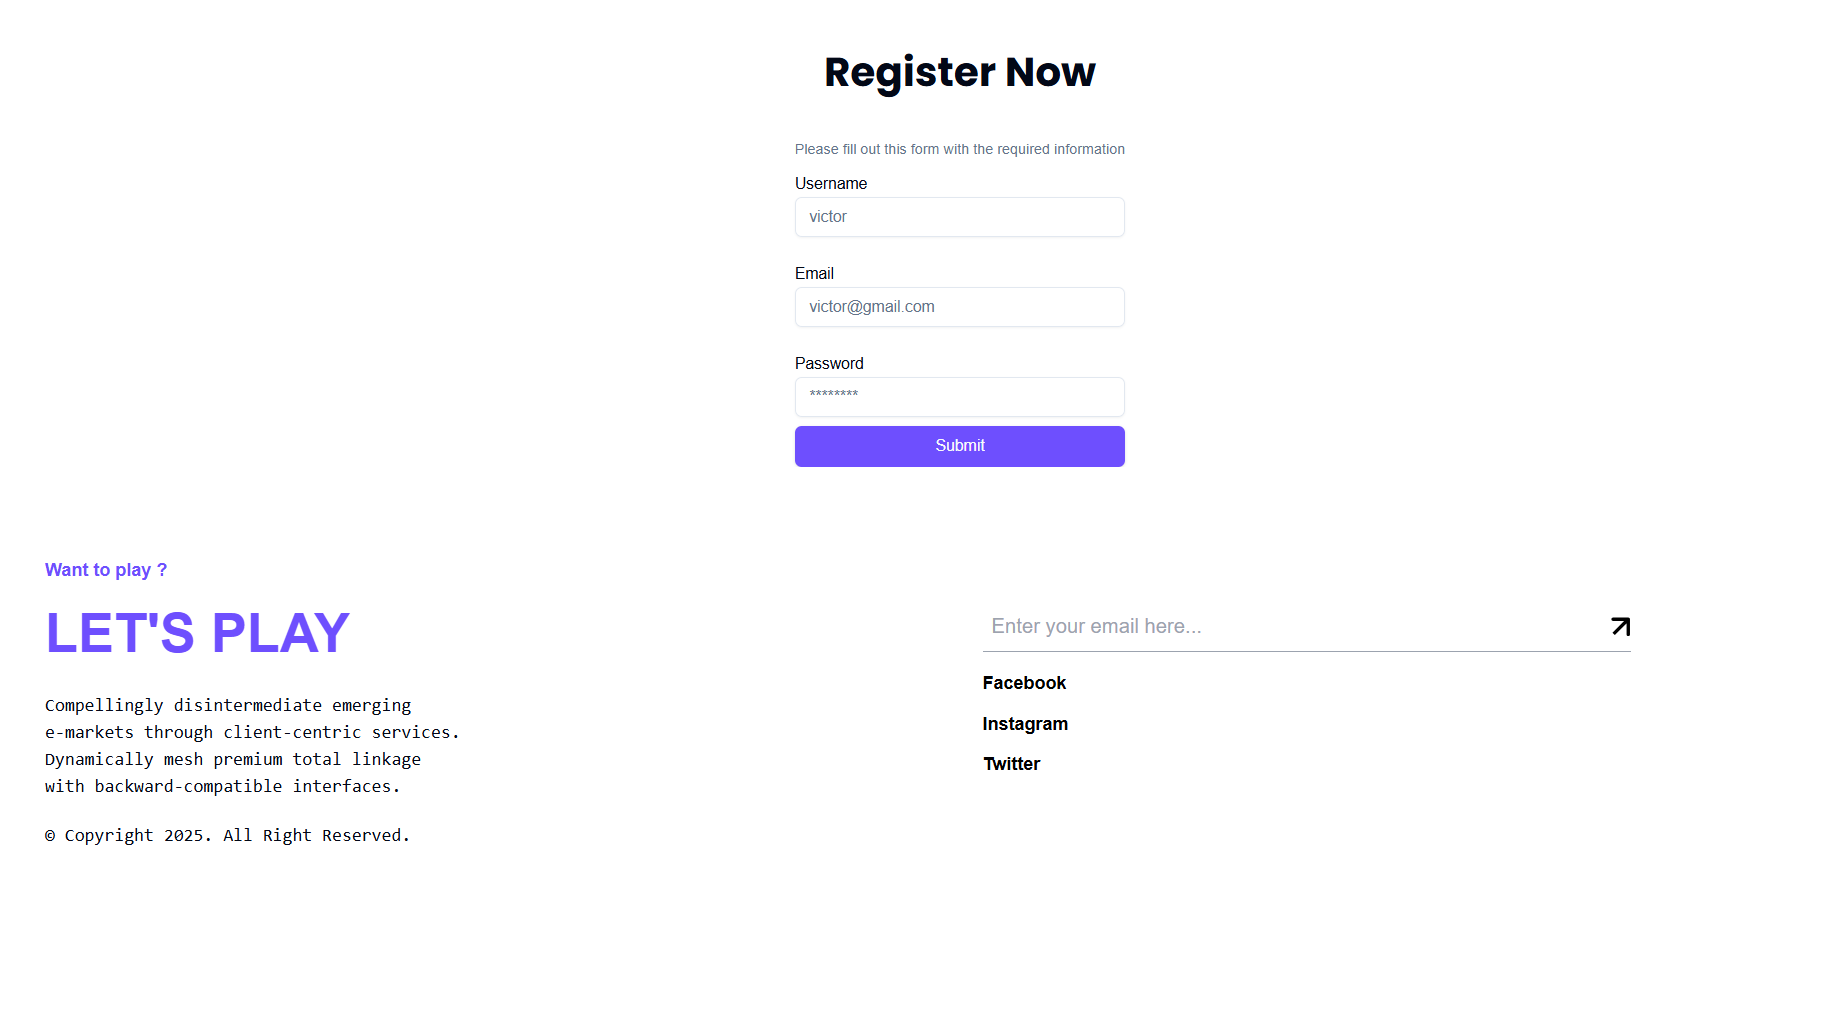 Register Now
Please fill out this form with the required information
Username
victor
Email
victor@gmail.com
Password
********
Submit
Want to play ?
LET'S PLAY
Compellingly disintermediate emerging
e-markets through client-centric services.
Dynamically mesh premium total linkage
with backward-compatible interfaces.
© Copyright 2025. All Right Reserved.
Enter your email here...
Facebook
Instagram
Twitter